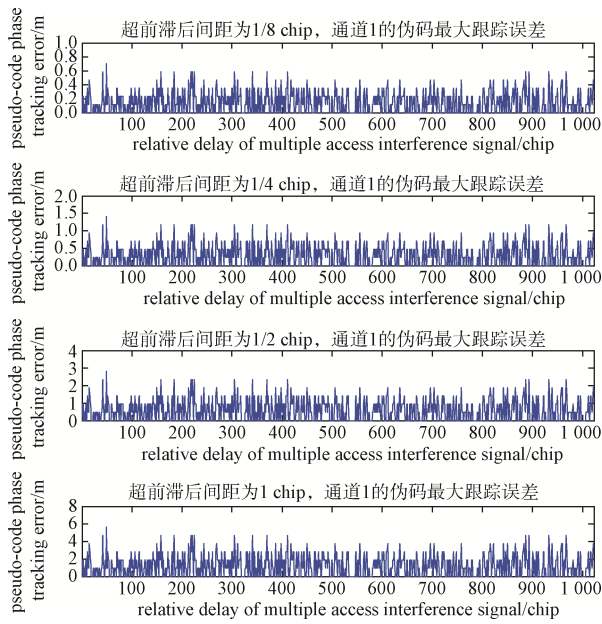 超前滞后间距为1/8 chip，通道1的伪码最大跟踪误差
pseudo-code phase
tracking error/m
1.0
0.8
0.6
0.4
0.2
0.0
100 200 300 400 500 600 700 800 900 1 000
relative delay of multiple access interference signal/chip
超前滞后间距为1/4 chip，通道1的伪码最大跟踪误差
pseudo-code phase
tracking error/m
2.0
1.5
1.0
0.5
0.0
100 200 300 400 500 600 700 800 900 1 000
relative delay of multiple access interference signal/chip
超前滞后间距为1/2 chip，通道1的伪码最大跟踪误差
pseudo-code phase
tracking error/m
4
3
2
1
0
100 200 300 400 500 600 700 800 900 1 000
relative delay of multiple access interference signal/chip
超前滞后间距为1 chip，通道1的伪码最大跟踪误差
pseudo-code phase
tracking error/m
8
6
4
2
0
100 200 300 400 500 600 700 800 900 1 000
relative delay of multiple access interference signal/chip